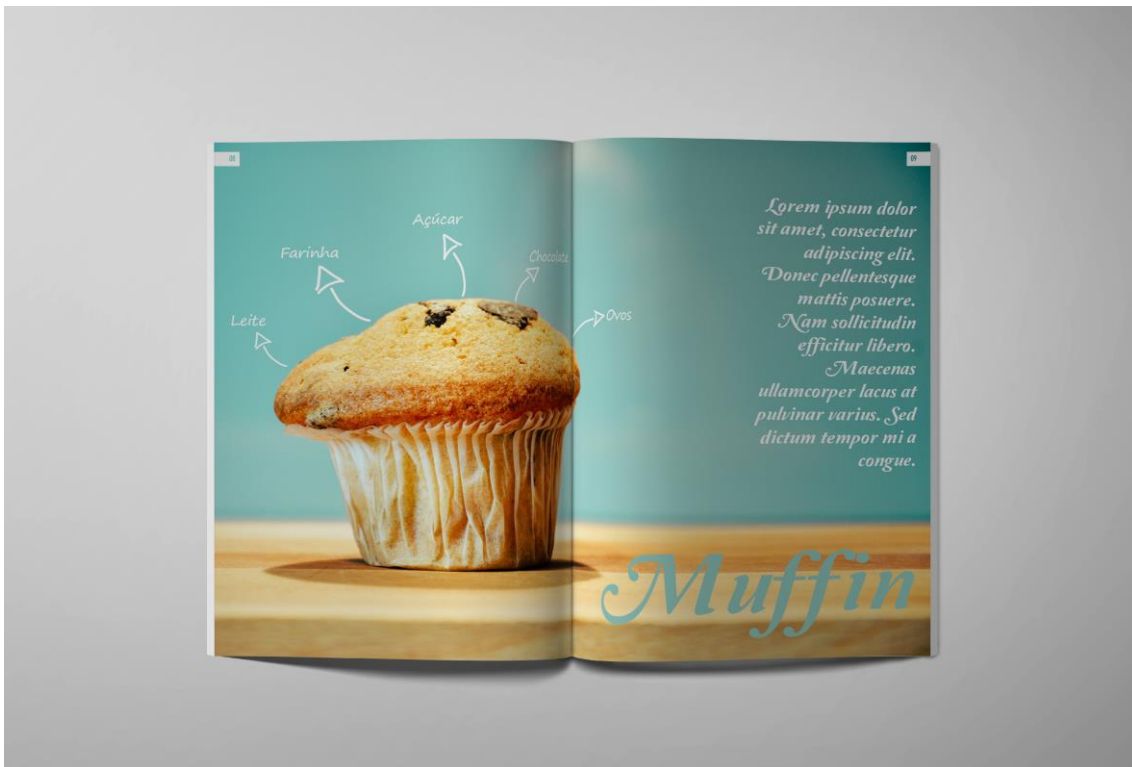 08
Açúcar
Farinha
Chocolate
Leite
Ovos
09
Lorem ipsum dolor
sit amet, consectetur
adipiscing elit.
Donec pellentesque
mattis posuere.
Nam sollicitudin
efficitur libero.
Maecenas
ullamcorper lacus at
pulvinar varius. Sed
dictum tempor mi a
congue.
Muffin